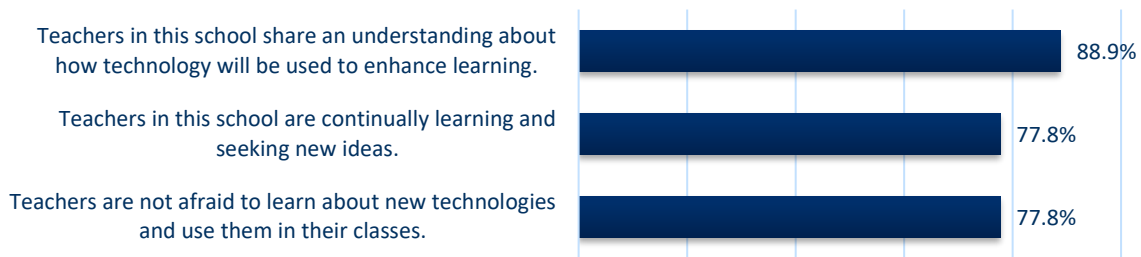 Teachers in this school share an understanding about
how technology will be used to enhance learning.
88.9%
Teachers in this school are continually learning and
seeking new ideas.
77.8%
Teachers are not afraid to learn about new technologies
and use them in their classes.
77.8%